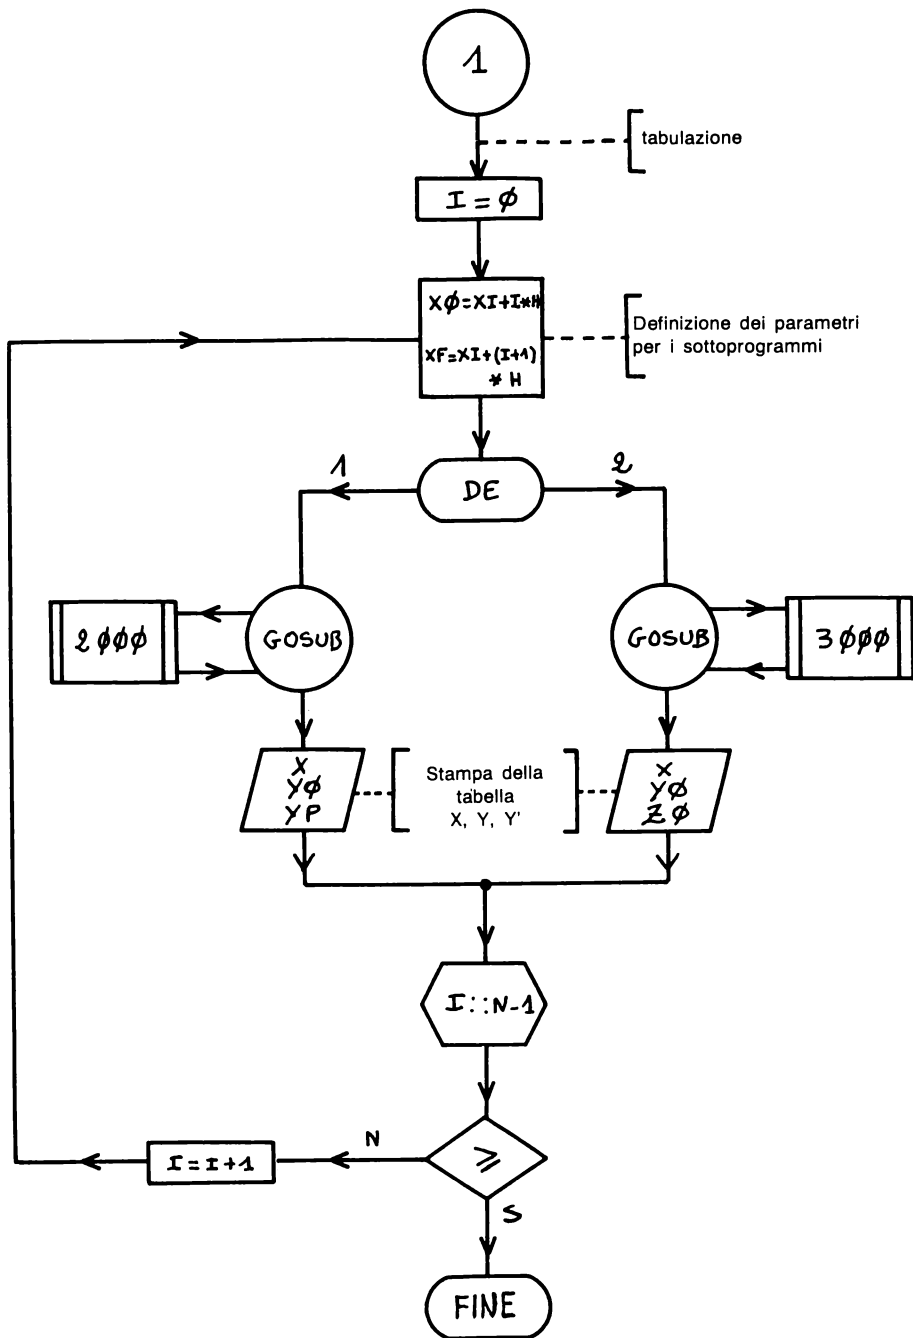 1
tabulazione
I = Ø
XØ=XI+I*H
XF=XI+(I+1)
* H
Definizione dei parametri
per i sottoprogrammi
1
DE
2
2ØØØ
GOSUB
GOSUB
3ØØØ
X
YØ
YP
Stampa della
tabella
X, Y, Y'
X
YØ
ZØ
I::N-1
≥
N
I=I+1
S
FINE